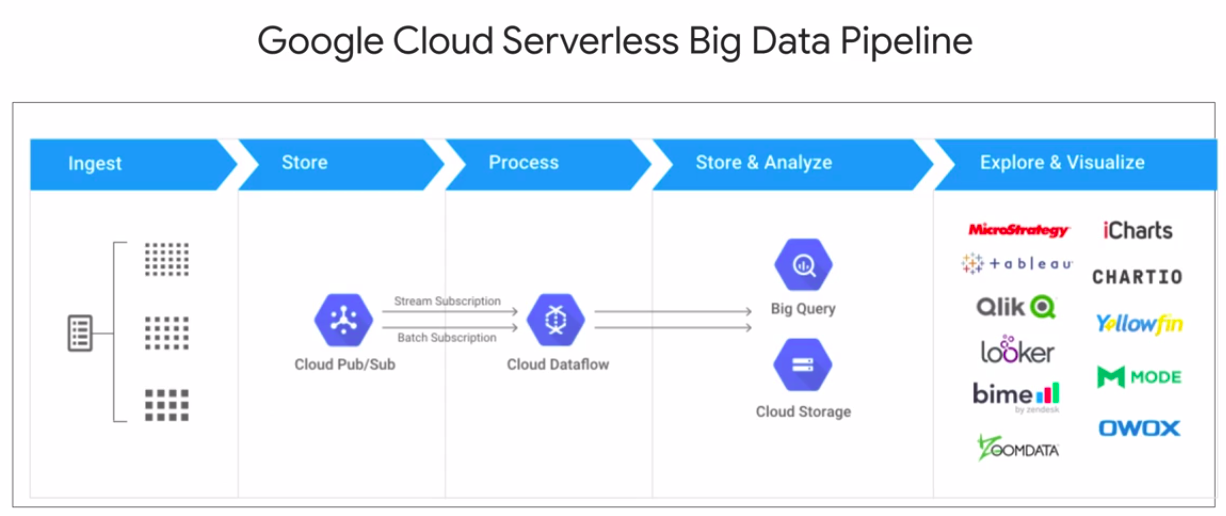 Google Cloud Serverless Big Data Pipeline
Ingest
Store
Process
Store & Analyze
Explore & Visualize
Stream Subscription
Batch Subscription
Cloud Pub/Sub
Cloud Dataflow
Big Query
Cloud Storage
MicroStrategy
iCharts
+ableau
CHARTIO
Qlik
Yellowfin
looker
MODE
bime
by zendesk
OWOX
ZOOMDATA